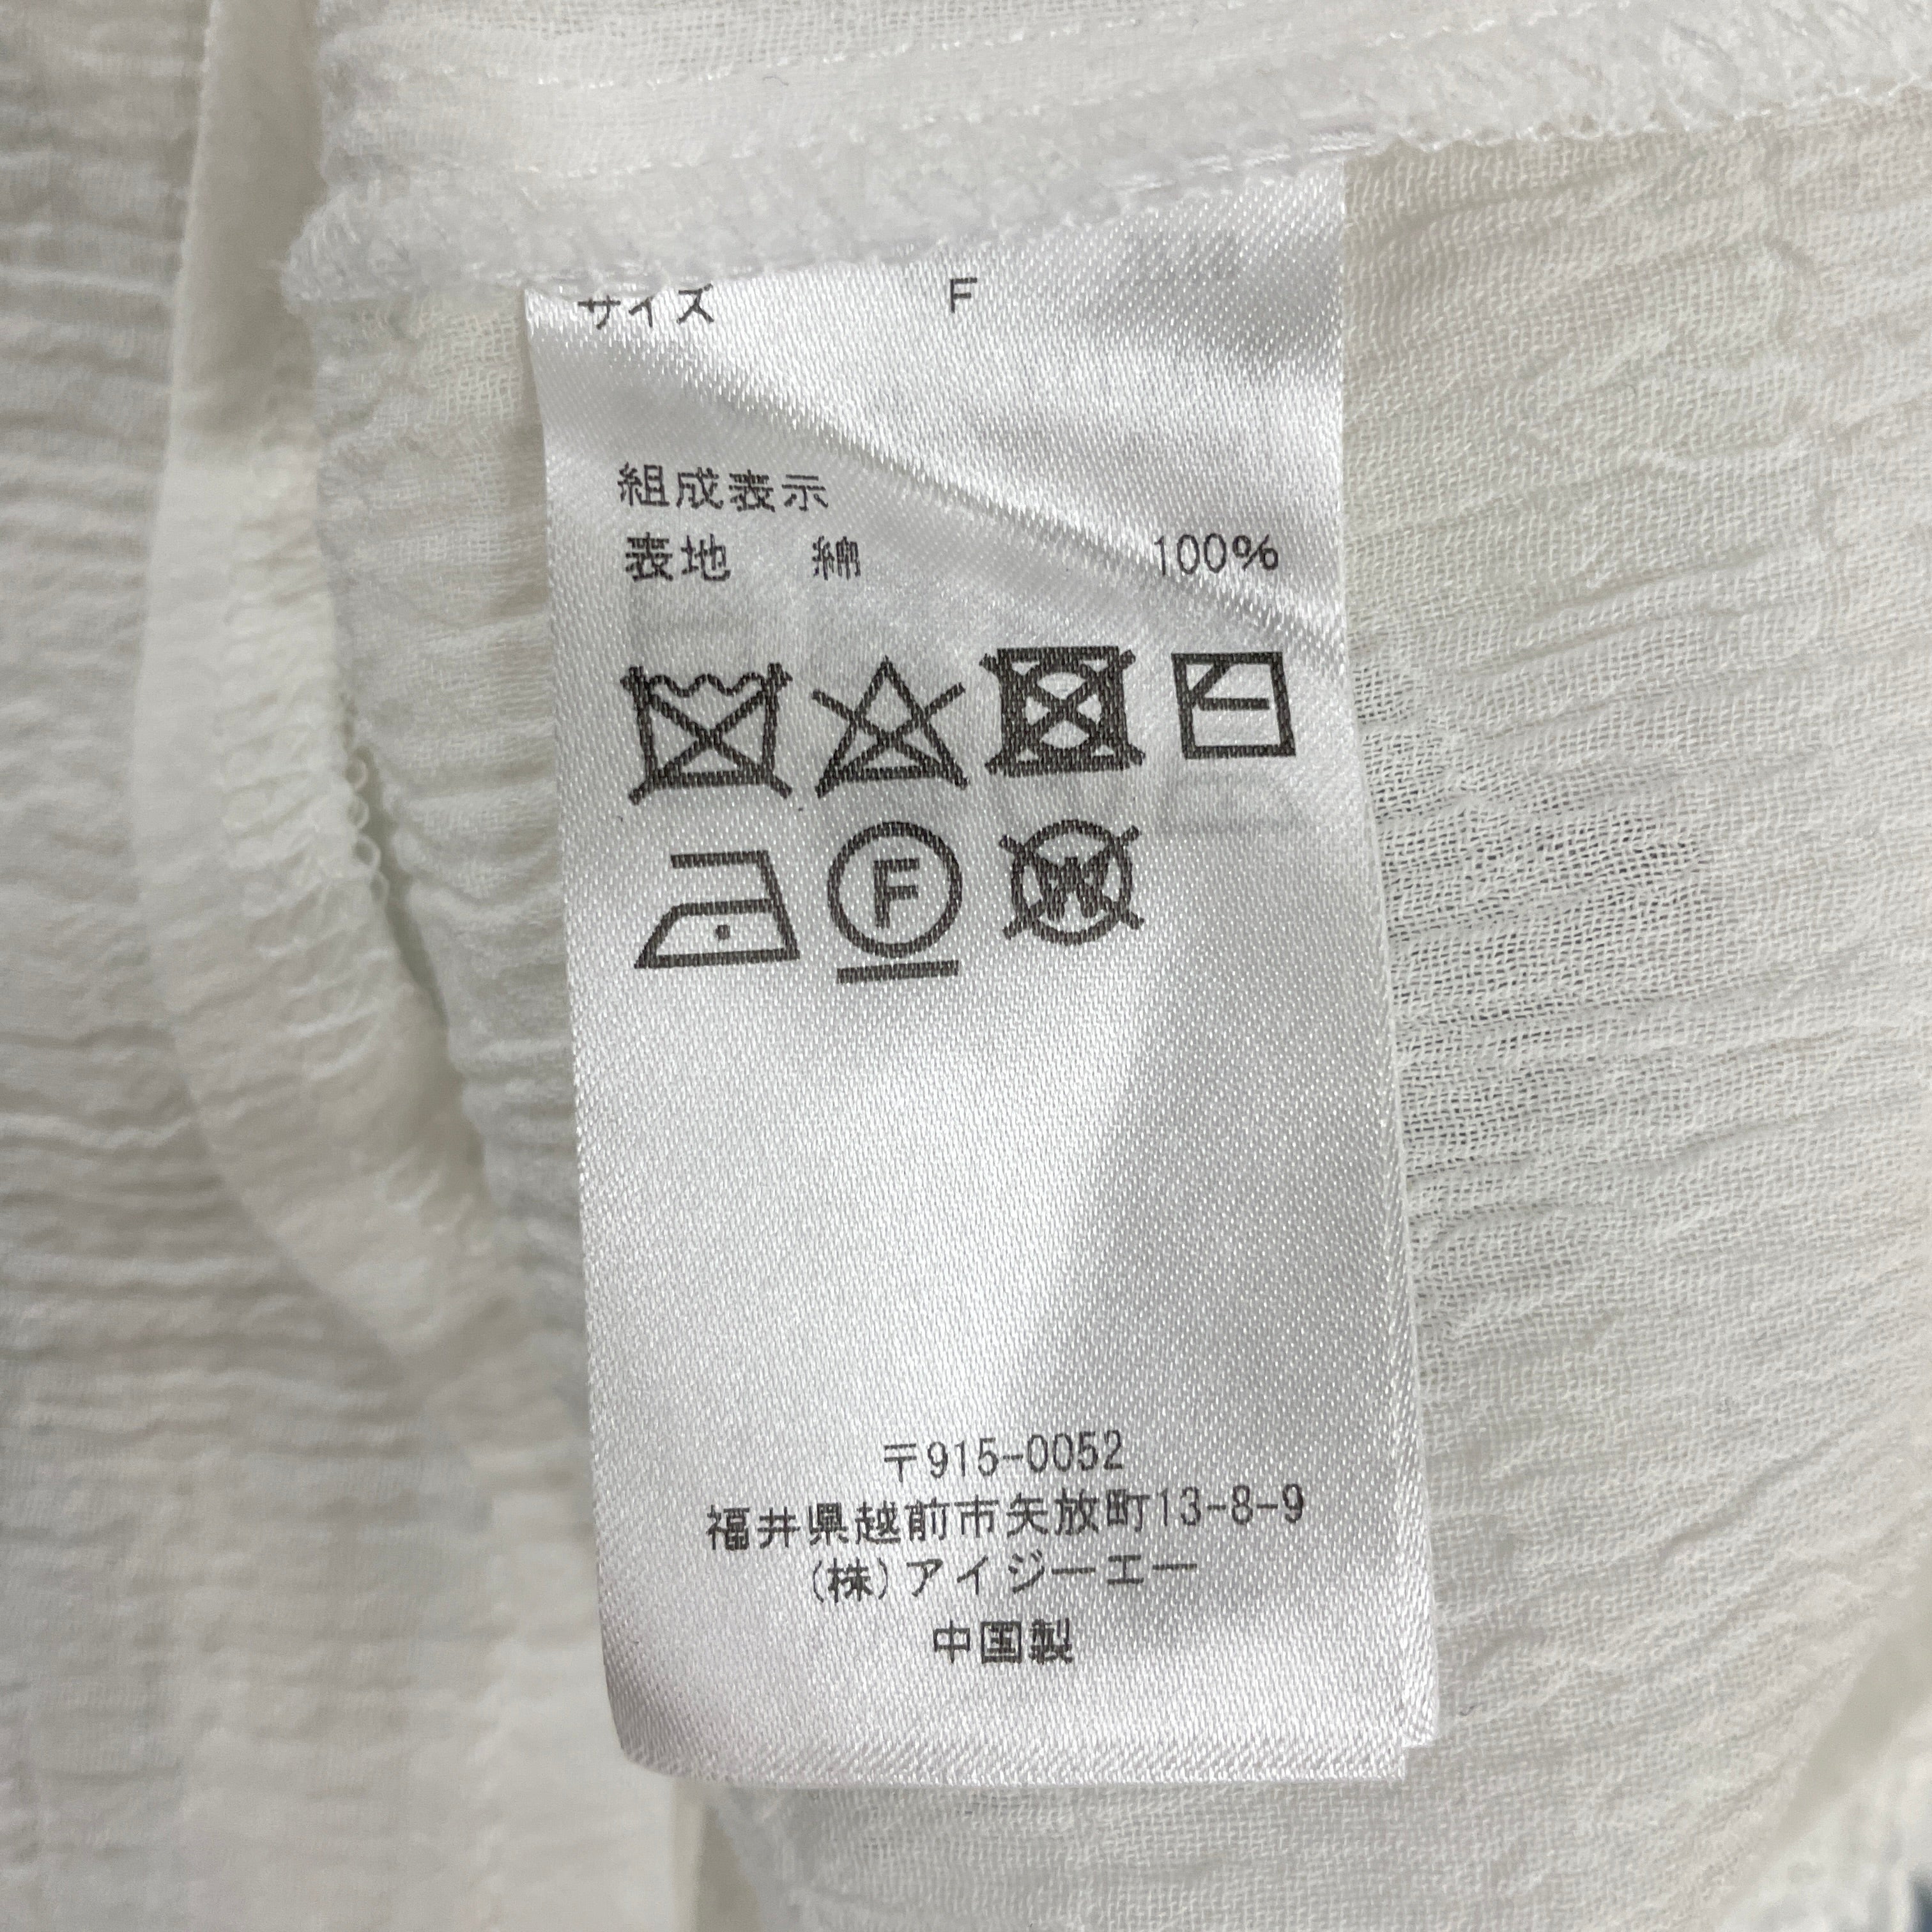 サイズ F
組成表示
表地 綿 100%
F
W
〒915-0052
福井県越前市矢放町13-8-9
(株)アイジーエー
中国製